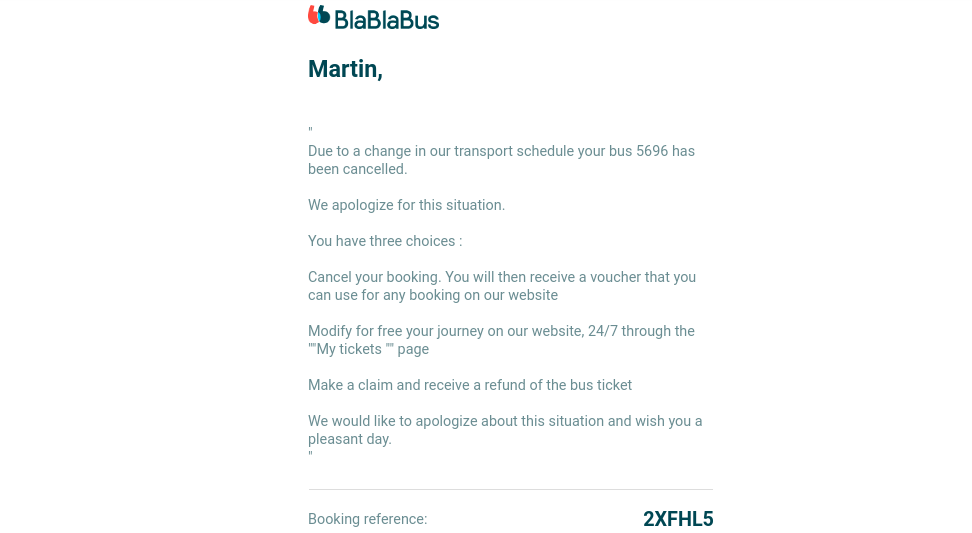 BlaBlaBus
Martin,
"
Due to a change in our transport schedule your bus 5696 has
been cancelled.
We apologize for this situation.
You have three choices :
Cancel your booking. You will then receive a voucher that you
can use for any booking on our website
Modify for free your journey on our website, 24/7 through the
""My tickets "" page
Make a claim and receive a refund of the bus ticket
We would like to apologize about this situation and wish you a
pleasant day.
"
Booking reference: 2XFHL5